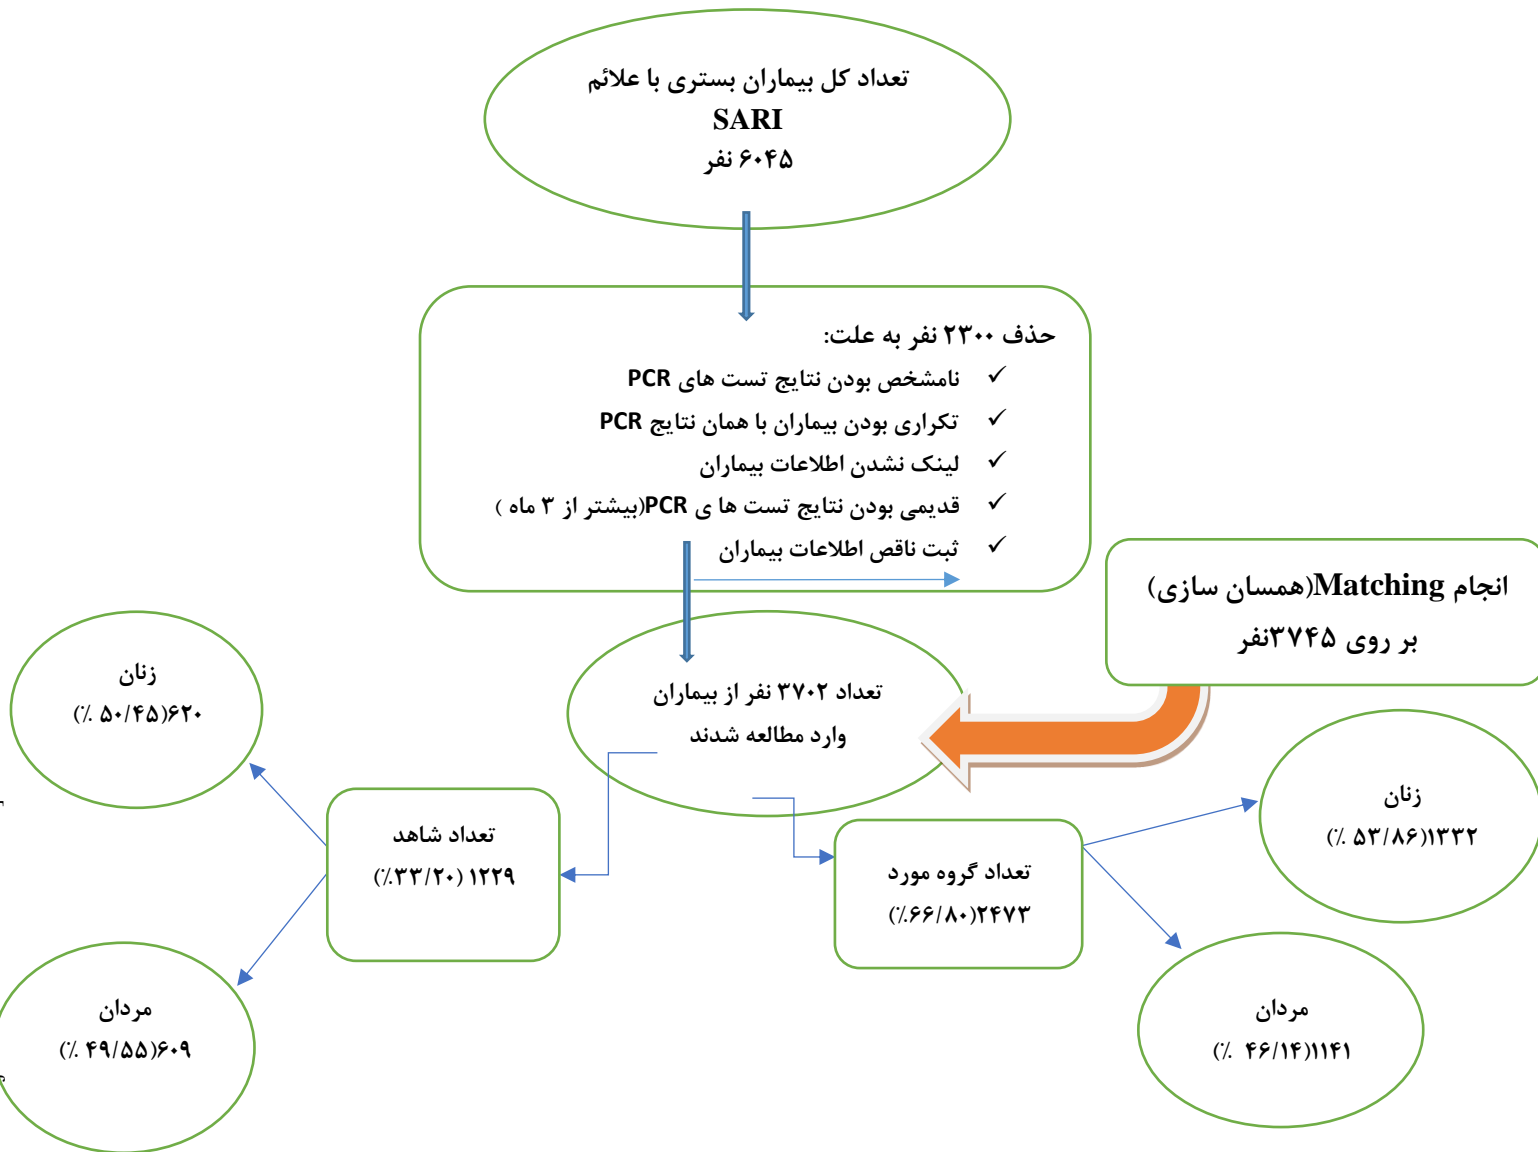 تعداد کل بیماران بستری با علائم
SARI
۶۰۴۵ نفر
حذف ۲۳۰۰ نفر به علت:
✓ نامشخص بودن نتایج تست های PCR
✓ تکراری بودن بیماران با همان نتایج PCR
✓ لینک نشدن اطلاعات بیماران
✓ قدیمی بودن نتایج تست ها ی PCR(بیشتر از ۳ ماه )
✓ ثبت ناقص اطلاعات بیماران
انجام Matching(همسان سازی)
بر روی ۳۷۴۵نفر
تعداد ۳۷۰۲ نفر از بیماران
وارد مطالعه شدند
تعداد گروه مورد
۲۴۷۳(۶۶/۸۰٪)
زنان
۱۳۳۲(۵۳/۸۶ ٪)
مردان
۱۱۴۱(۴۶/۱۴ ٪)
تعداد شاهد
۱۲۲۹ (۳۳/۲۰٪)
زنان
۶۲۰(۵۰/۴۵ ٪)
مردان
۶۰۹(۴۹/۵۵ ٪)